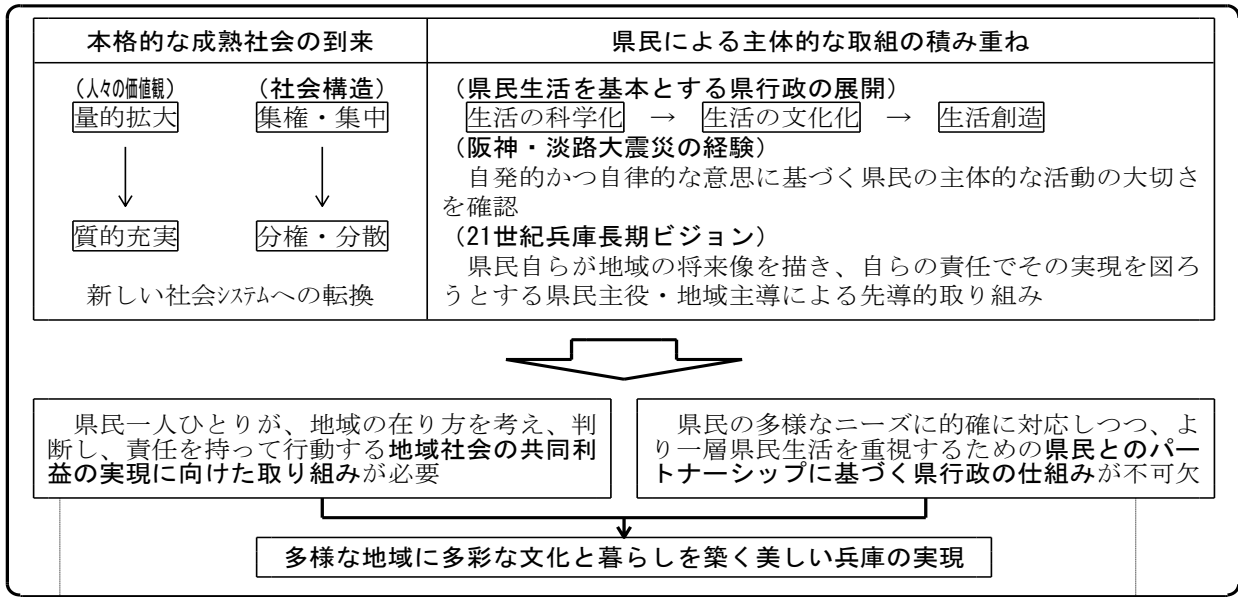 本格的な成熟社会の到来
(人々の価値観) (社会構造)
量的拡大 集権・集中
質的充実 分権・分散
新しい社会ｼｽﾃﾑへの転換
県民による主体的な取組の積み重ね
(県民生活を基本とする県行政の展開)
生活の科学化 → 生活の文化化 → 生活創造
(阪神・淡路大震災の経験)
自発的かつ自律的な意思に基づく県民の主体的な活動の大切さ
を確認
(21世紀兵庫長期ビジョン)
県民自らが地域の将来像を描き、自らの責任でその実現を図ろ
うとする県民主役・地域主導による先導的取り組み
県民一人ひとりが、地域の在り方を考え、判
断し、責任を持って行動する地域社会の共同利
益の実現に向けた取り組みが必要
県民の多様なニーズに的確に対応しつつ、よ
り一層県民生活を重視するための県民とのパー
トナーシップに基づく県行政の仕組みが不可欠
多様な地域に多彩な文化と暮らしを築く美しい兵庫の実現